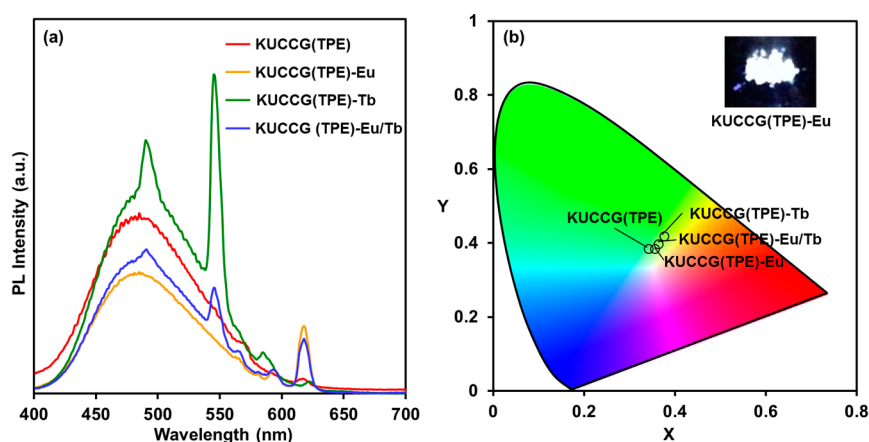 (a)
KUCCG(TPE)
KUCCG(TPE)-Eu
KUCCG(TPE)-Tb
KUCCG (TPE)-Eu/Tb
PL Intensity (a.u.)
400 450 500 550 600 650 700
Wavelength (nm)
(b)
KUCCG(TPE)-Eu
1
0.8
0.6
0.4
0.2
0
Y
KUCCG(TPE)
KUCCG(TPE)-Tb
KUCCG(TPE)-Eu/Tb
KUCCG(TPE)-Eu
0 0.2 0.4 0.6 0.8
X